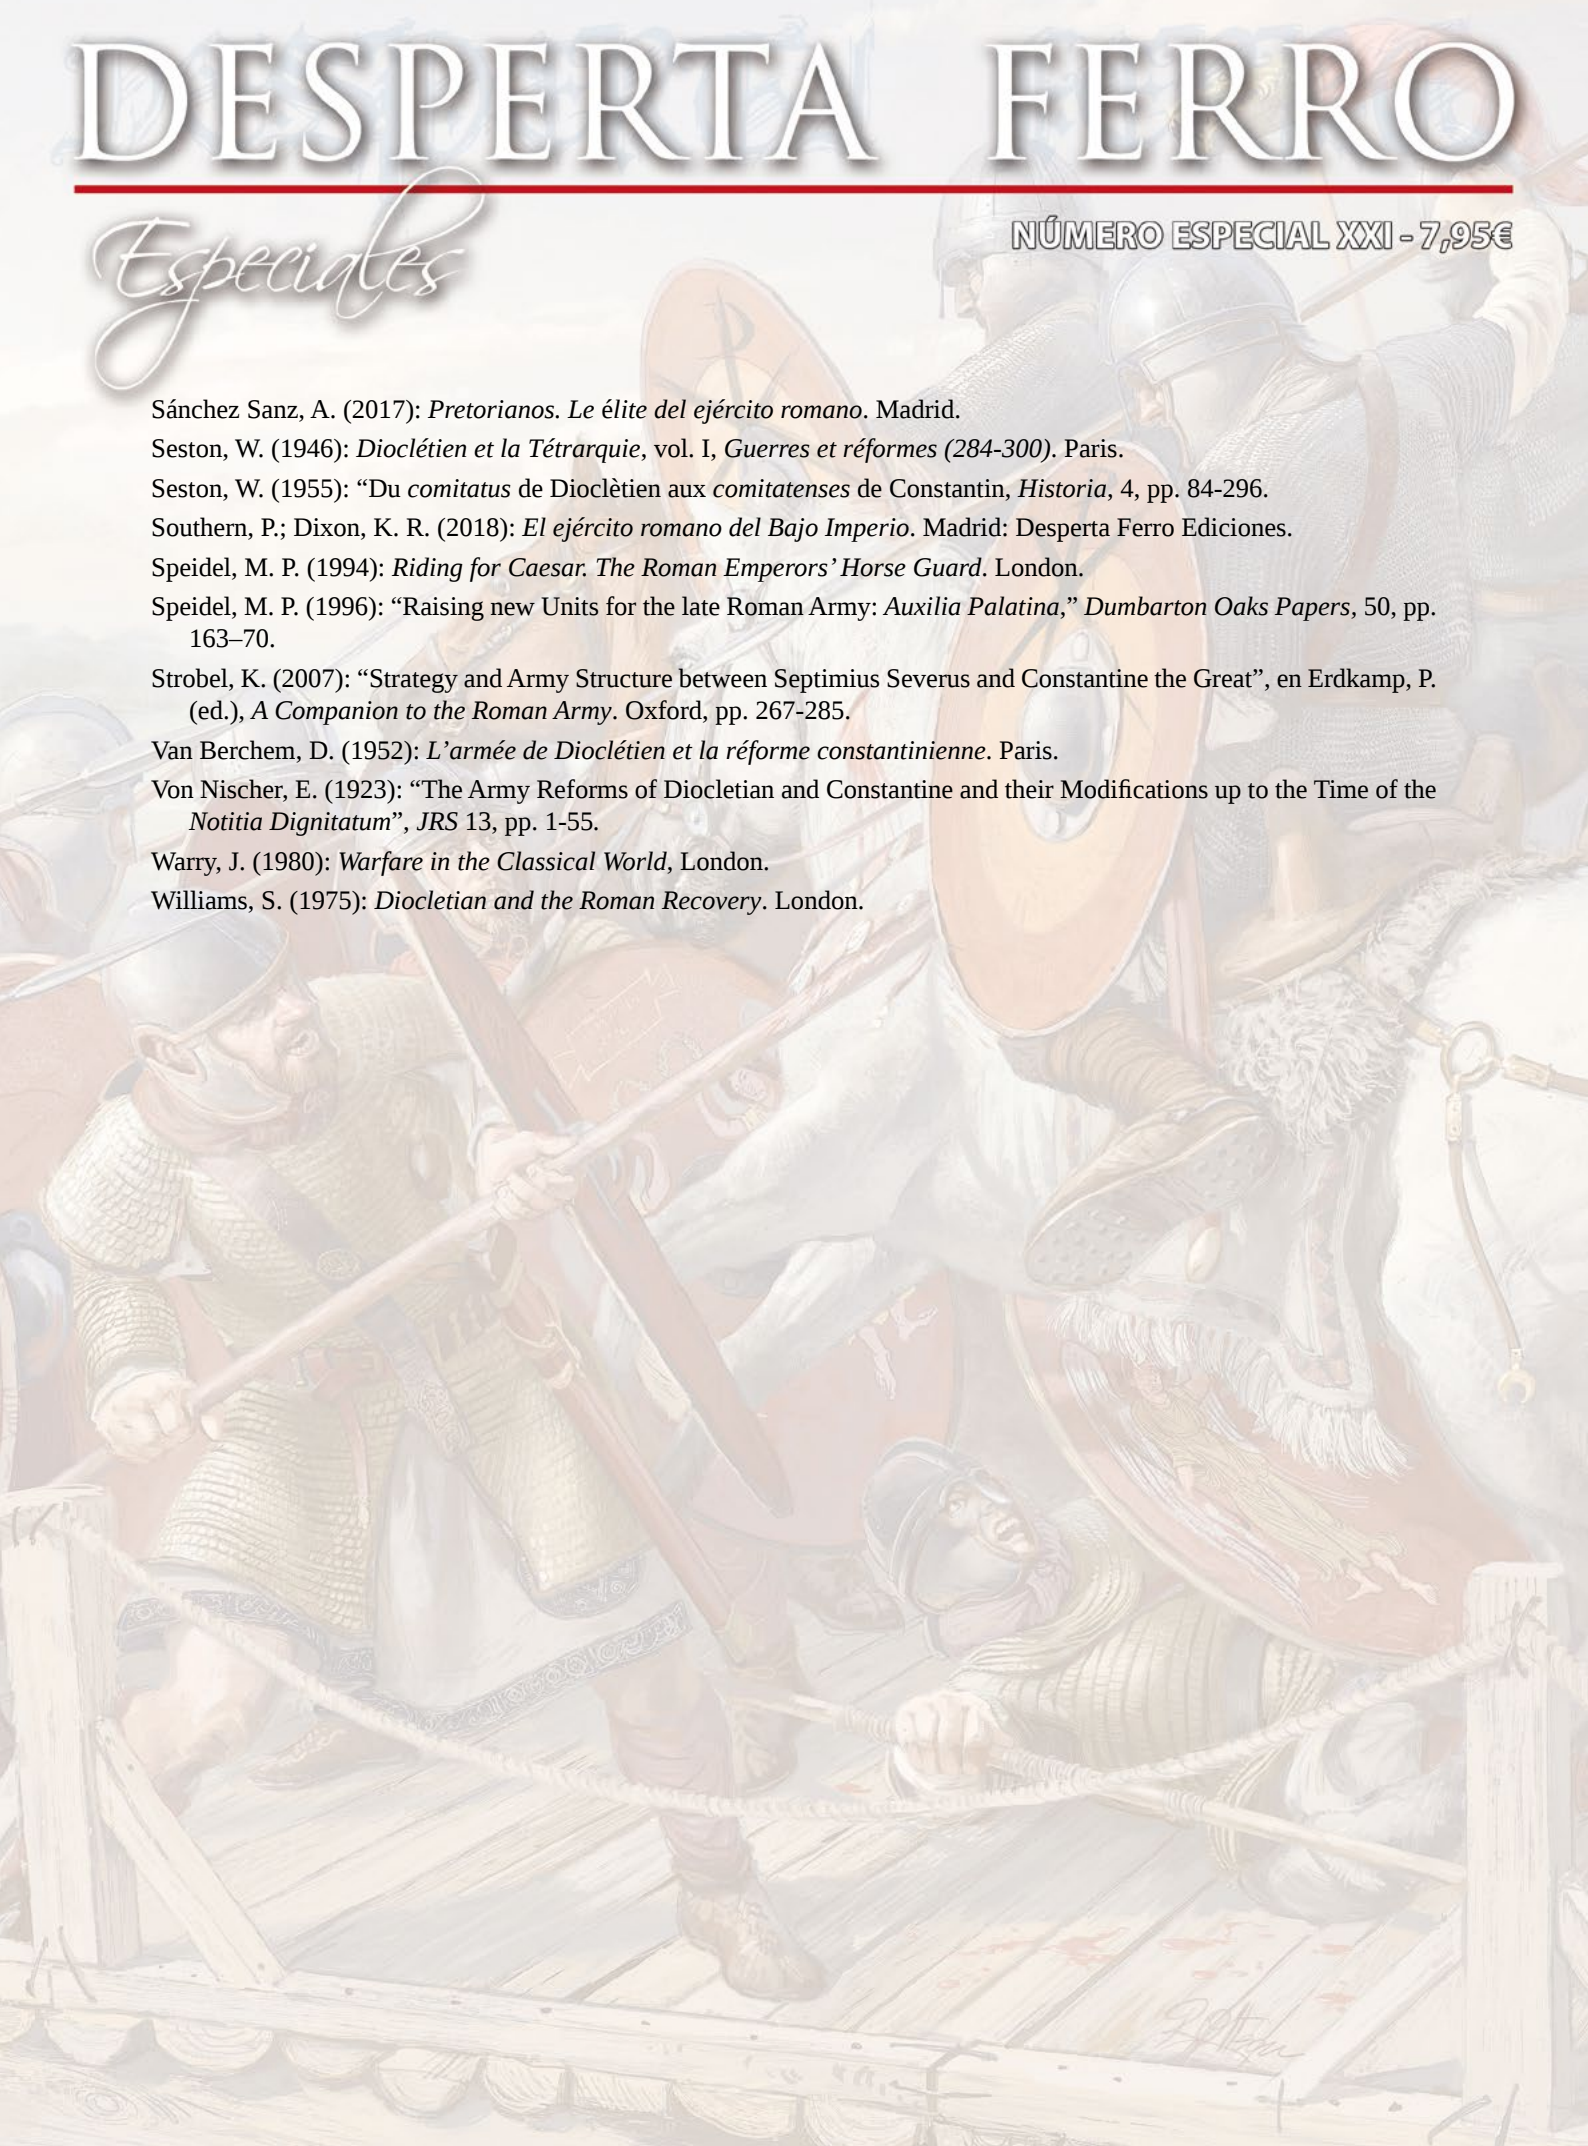 DESPERTA FERRO
Especiales
NÚMERO ESPECIAL XXI - 7,95€
Sánchez Sanz, A. (2017): Pretorianos. Le élite del ejército romano. Madrid.
Seston, W. (1946): Dioclétien et la Tétrarquie, vol. I, Guerres et réformes (284-300). Paris.
Seston, W. (1955): “Du comitatus de Dioclètien aux comitatenses de Constantin, Historia, 4, pp. 84-296.
Southern, P.; Dixon, K. R. (2018): El ejército romano del Bajo Imperio. Madrid: Desperta Ferro Ediciones.
Speidel, M. P. (1994): Riding for Caesar. The Roman Emperors’ Horse Guard. London.
Speidel, M. P. (1996): “Raising new Units for the late Roman Army: Auxilia Palatina,” Dumbarton Oaks Papers, 50, pp.
163–70.
Strobel, K. (2007): “Strategy and Army Structure between Septimius Severus and Constantine the Great”, en Erdkamp, P.
(ed.), A Companion to the Roman Army. Oxford, pp. 267-285.
Van Berchem, D. (1952): L’armée de Dioclétien et la réforme constantinienne. Paris.
Von Nischer, E. (1923): “The Army Reforms of Diocletian and Constantine and their Modifications up to the Time of the
Notitia Dignitatum”, JRS 13, pp. 1-55.
Warry, J. (1980): Warfare in the Classical World, London.
Williams, S. (1975): Diocletian and the Roman Recovery. London.